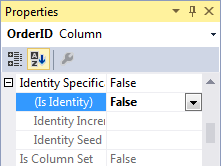 Properties
OrderID Column
Identity Specific False
(Is Identity) False
Identity Incre
Identity Seed
Is Column Set False